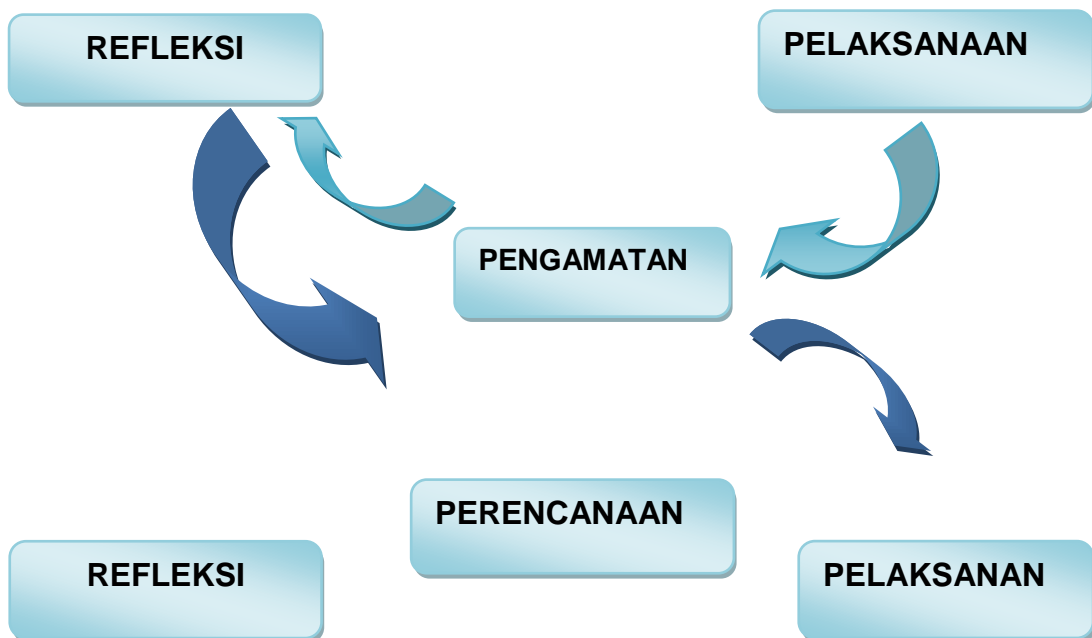 REFLEKSI
PELAKSANAAN
PENGAMATAN
PERENCANAAN
REFLEKSI
PELAKSANAN